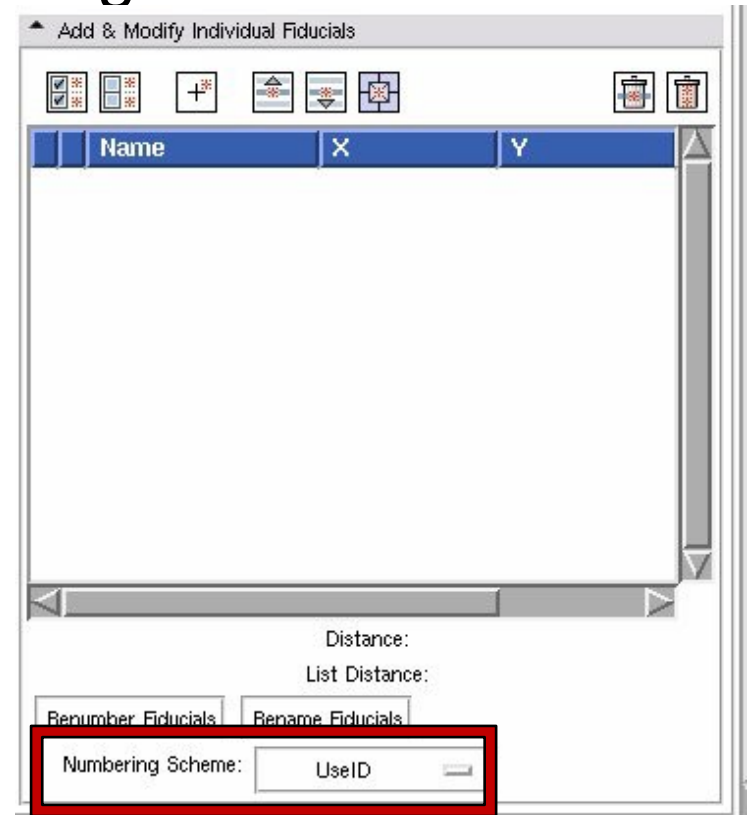 Add & Modify Individual Fiducials
Name X Y
Distance:
List Distance:
Renumber Fiducials Rename Fiducials
Numbering Scheme: UseID